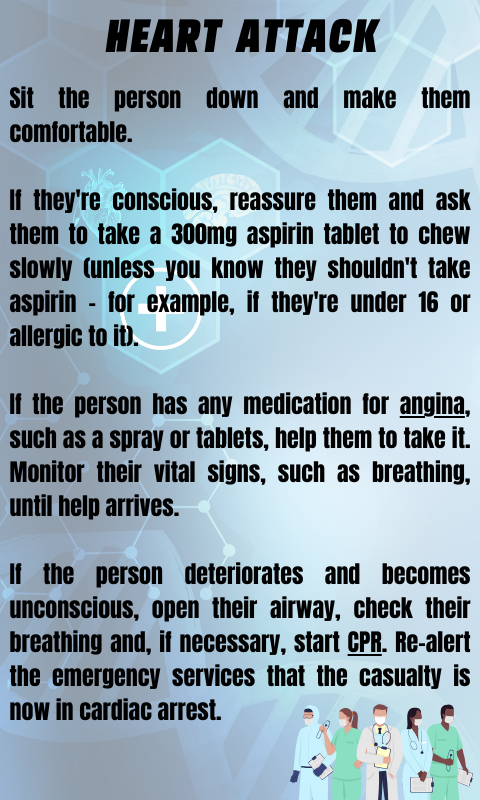 HEART ATTACK
Sit the person down and make them
comfortable.
If they're conscious, reassure them and ask
them to take a 300mg aspirin tablet to chew
slowly (unless you know they shouldn't take
aspirin - for example, if they're under 16 or
allergic to it).
If the person has any medication for angina,
such as a spray or tablets, help them to take it.
Monitor their vital signs, such as breathing,
until help arrives.
If the person deteriorates and becomes
unconscious, open their airway, check their
breathing and, if necessary, start CPR. Re-alert
the emergency services that the casualty is
now in cardiac arrest.